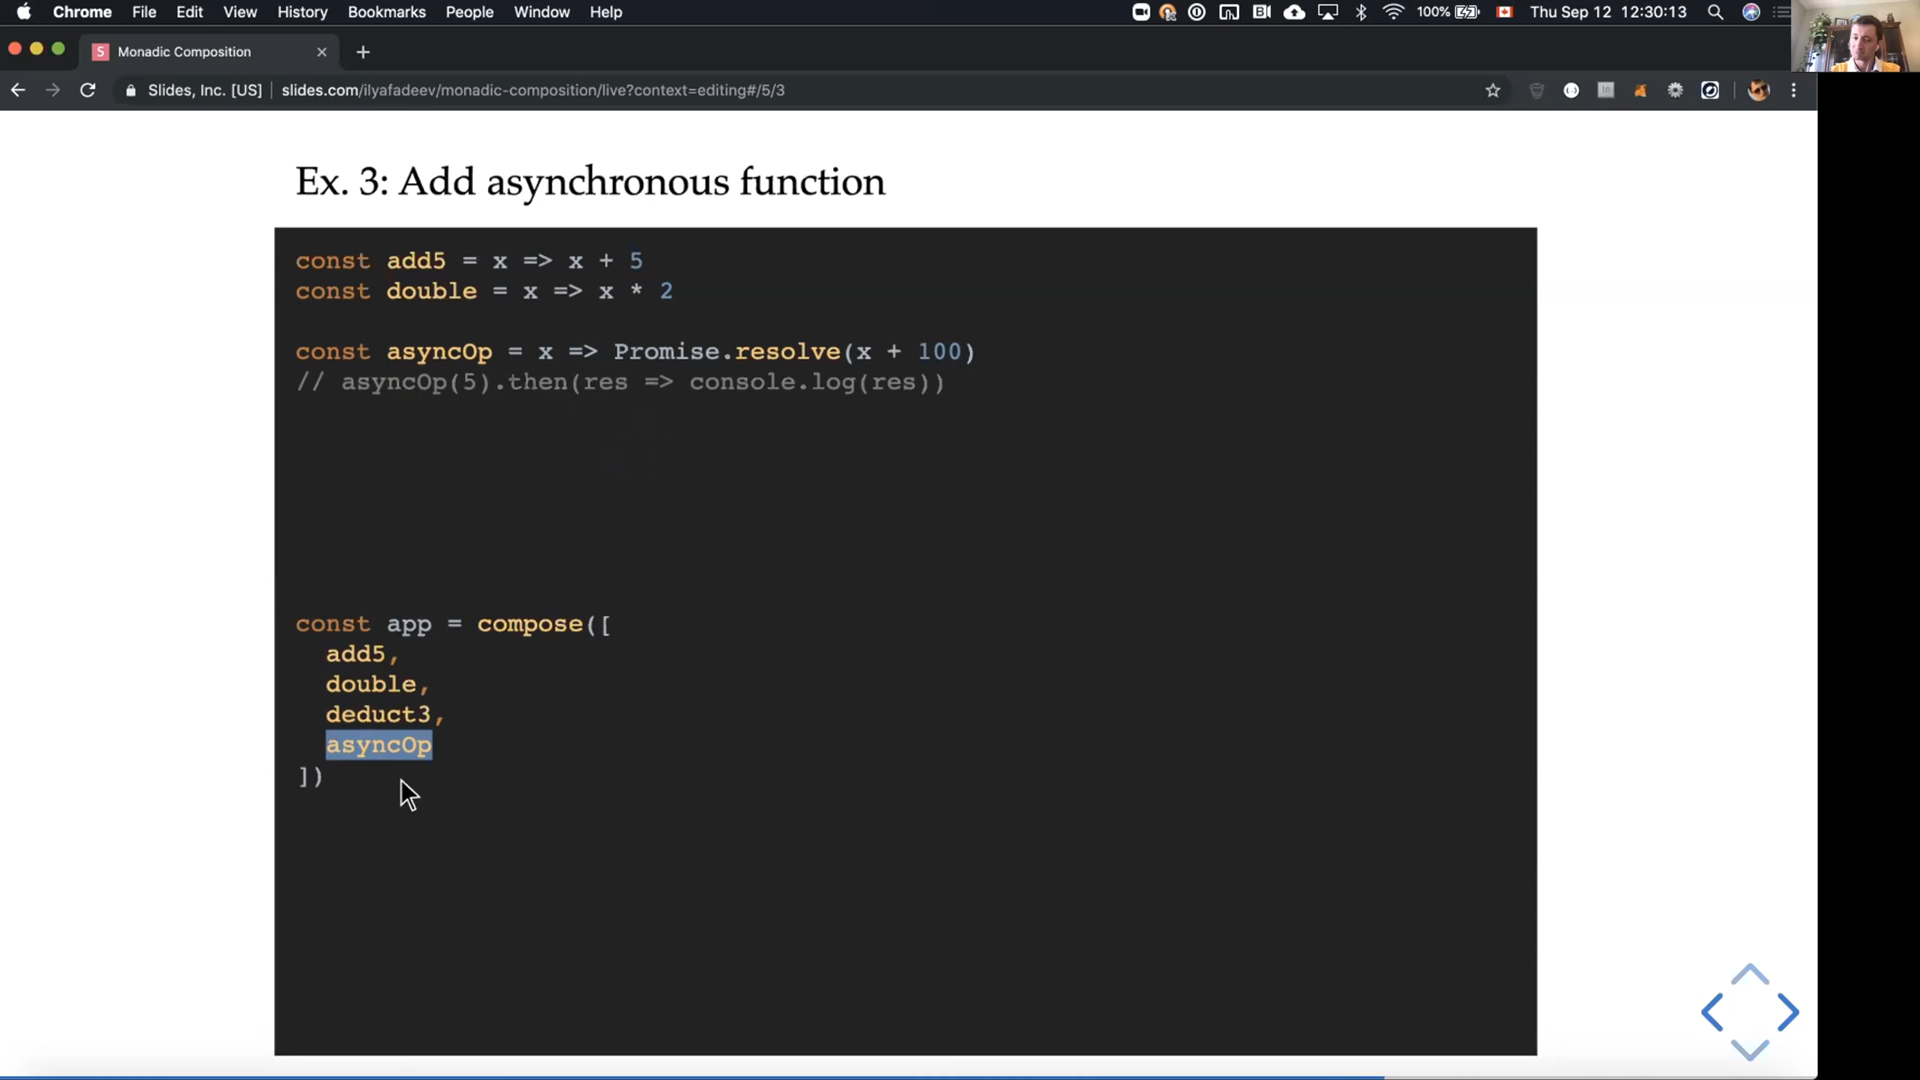 Chrome File Edit View History Bookmarks People Window Help 100% Thu Sep 12 12:30:13
S Monadic Composition
Slides, Inc. [US] slides.com/ilyafadeev/monadic-composition/live?context=editing#/5/3
Ex. 3: Add asynchronous function
const add5 = x => x + 5
const double = x => x * 2
const asyncOp = x => Promise.resolve(x + 100)
// asyncOp(5).then(res => console.log(res))
const app = compose([
add5,
double,
deduct3,
asyncOp
])